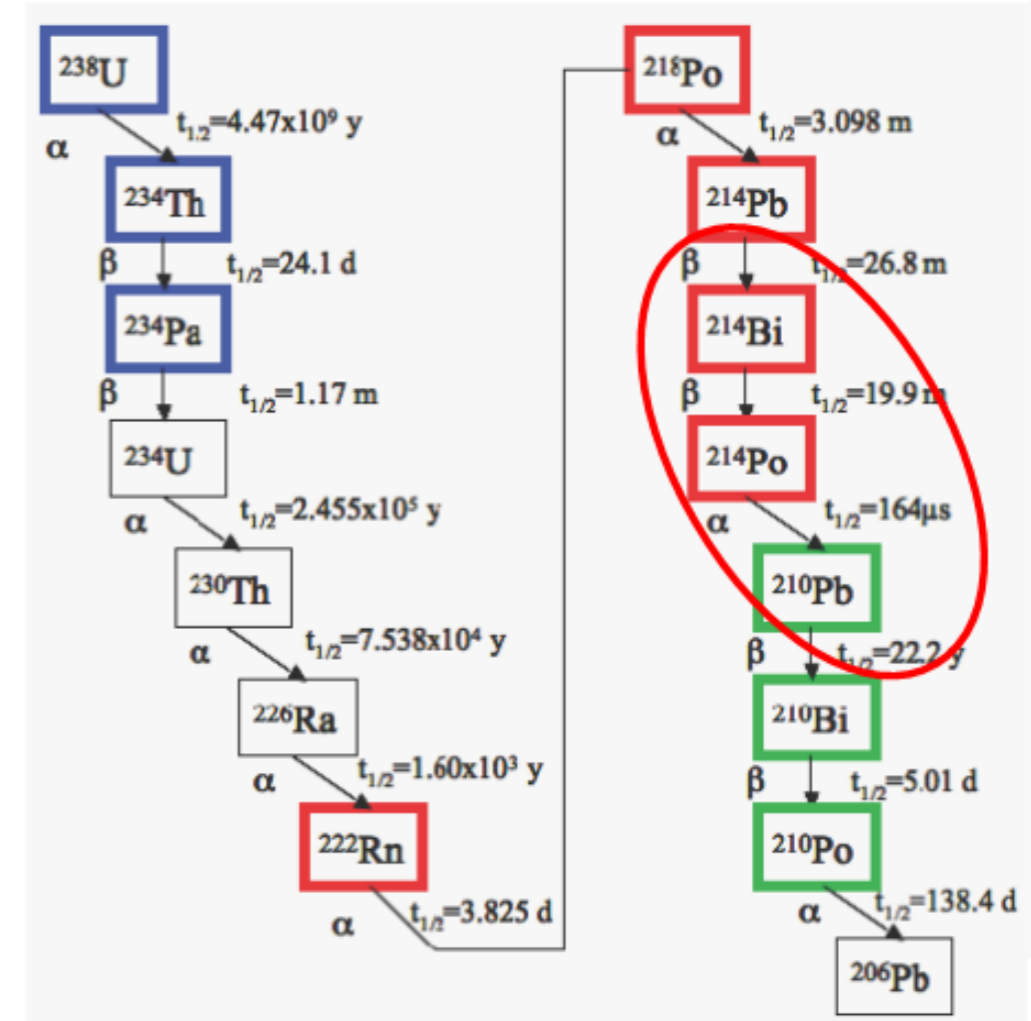 ²³⁸U
α t₁/₂=4.47x10⁹ y
²³⁴Th
β t₁/₂=24.1 d
²³⁴Pa
β t₁/₂=1.17 m
²³⁴U
α t₁/₂=2.455x10⁵ y
²³⁰Th
α t₁/₂=7.538x10⁴ y
²²⁶Ra
α t₁/₂=1.60x10³ y
²²²Rn
α t₁/₂=3.825 d
²¹⁸Po
α t₁/₂=3.098 m
²¹⁴Pb
β t₁/₂=26.8 m
²¹⁴Bi
β t₁/₂=19.9 m
²¹⁴Po
α t₁/₂=164μs
²¹⁰Pb
β t₁/₂=22.2 y
²¹⁰Bi
β t₁/₂=5.01 d
²¹⁰Po
α t₁/₂=138.4 d
²⁰⁶Pb